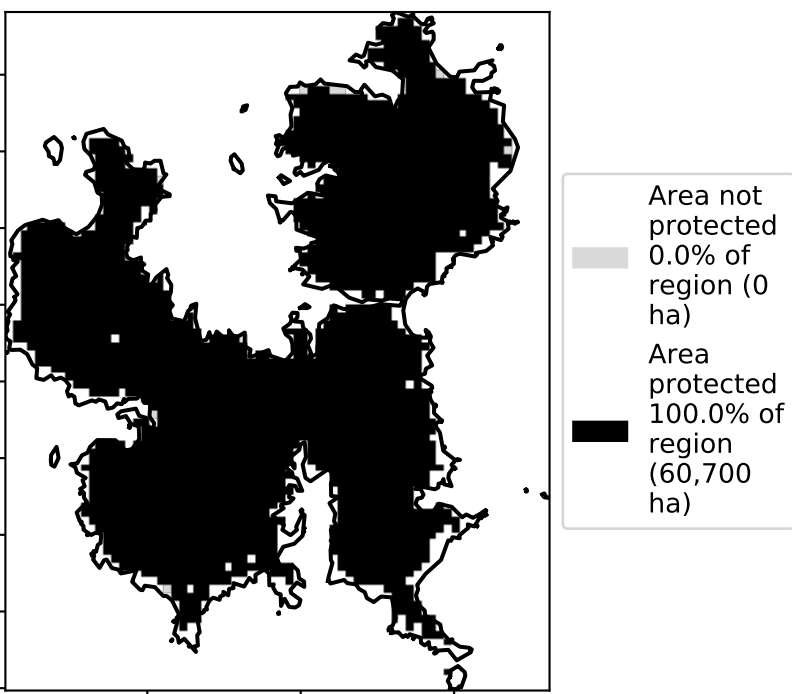 Area not
protected
0.0% of
region (0
ha)
Area
protected
100.0% of
region
(60,700
ha)